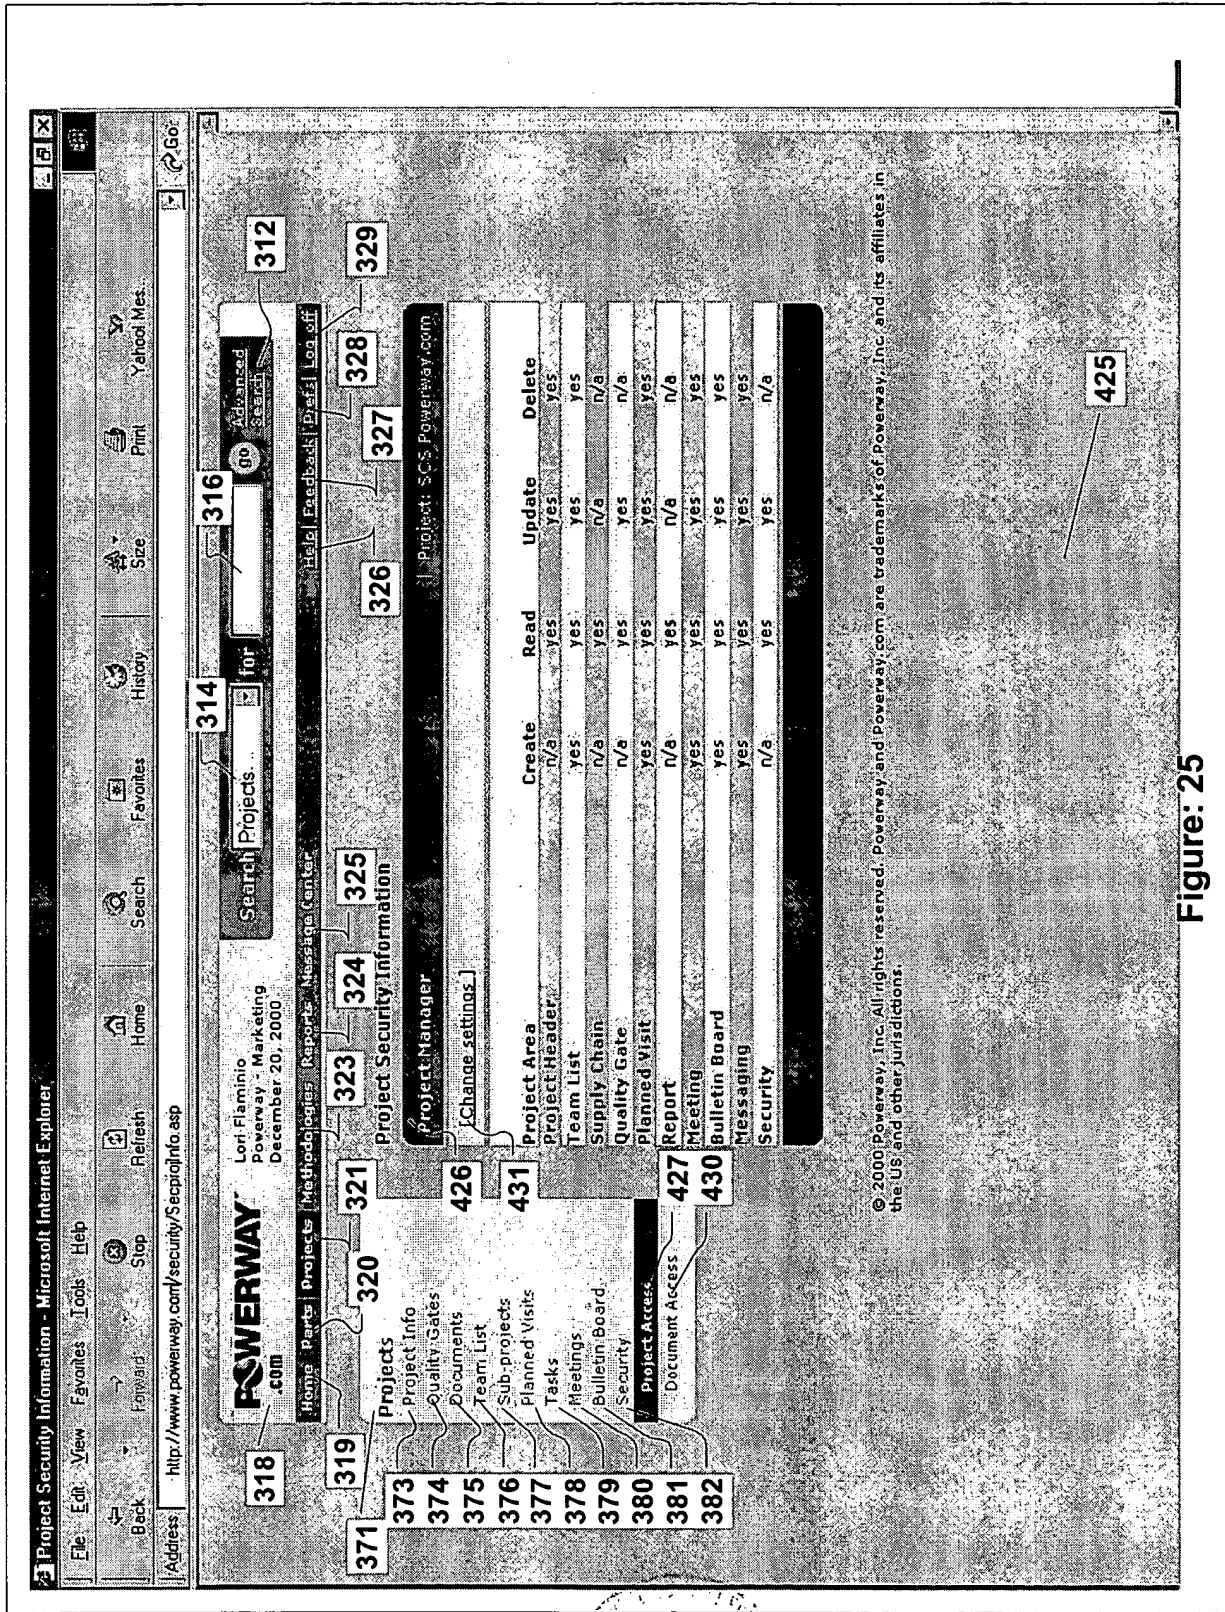 Project Security Information - Microsoft Internet Explorer
File Edit View Favorites Tools Help
Back Forward Stop Refresh Home Search Favorites History Size Print Yahoo! Mes...
Address http://www.powerway.com/security/SecprojInfo.asp Go
POWERWAY
.com
Lori Flaminio
Powerway - Marketing
December 20, 2000
Search Projects... for go Advanced Search
314
316
312
318
Home | Parts | Projects | Methodologies Reports Message center
Help | Feedback | Prefs | Log off
319
320
321
323
324
325
326
327
328
329
371
Projects
373 Project Info
374 Quality Gates
375 Documents
376 Team List
377 Sub-projects
378 Planned Visits
379 Tasks
380 Meetings
381 Bulletin Board
382 Security
Project Access
Document Access
427
430
Project Security Information
426
431
Project Manager | Project: SCS Powerway.com
[Change settings]
Project Area Create Read Update Delete
Project Header n/a yes yes yes
Team List yes yes yes yes
Supply Chain n/a yes n/a n/a
Quality Gate n/a yes yes n/a
Planned Visit yes yes yes yes
Report n/a yes n/a n/a
Meeting yes yes yes yes
Bulletin Board yes yes yes yes
Messaging yes yes yes yes
Security n/a yes yes n/a
© 2000 Powerway, Inc. All rights reserved. Powerway and Powerway.com are trademarks of Powerway, Inc. and its affiliates in
the US and other jurisdictions.
425
Figure: 25